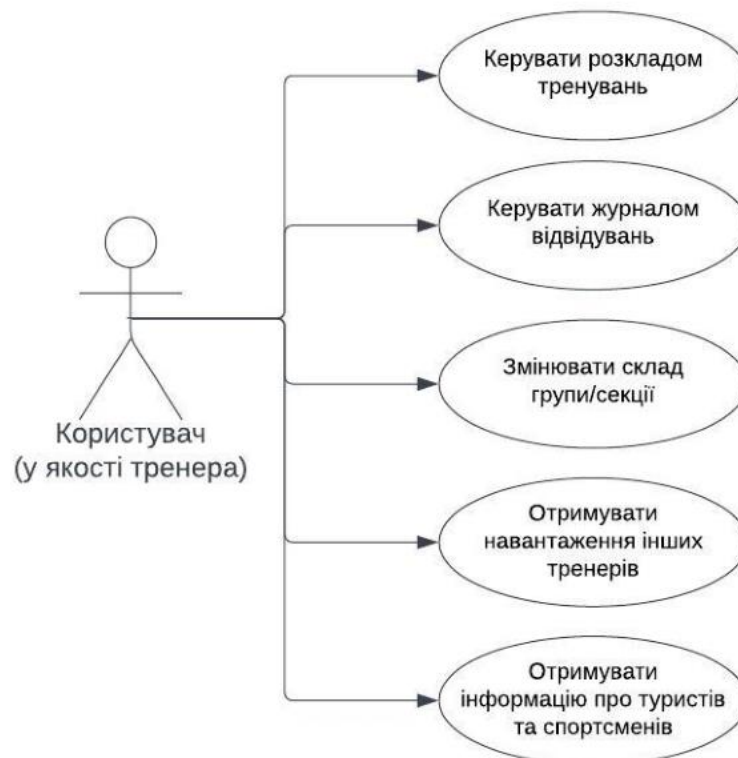 Керувати розкладом
тренувань
Керувати журналом
відвідувань
Змінювати склад
групи/секції
Користувач
(у якості тренера)
Отримувати
навантаження інших
тренерів
Отримувати
інформацію про туристів
та спортсменів